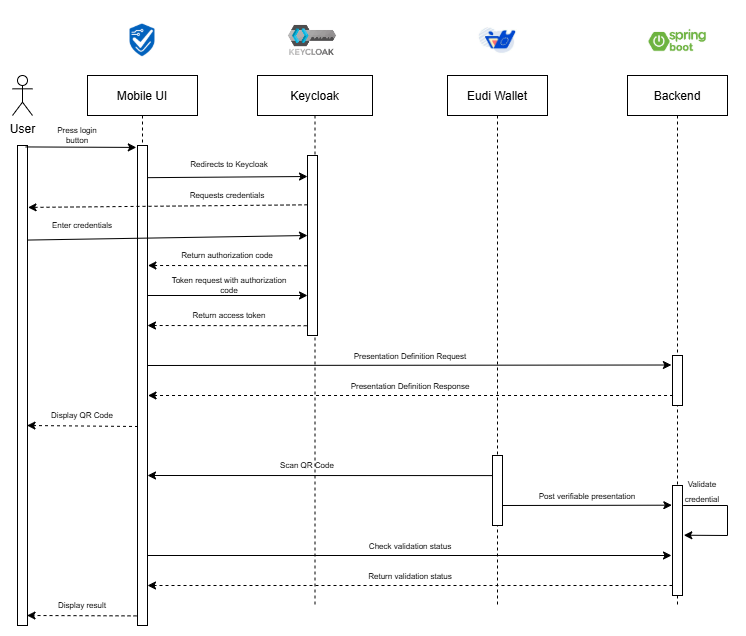 KEYCLOAK
spring
boot
Mobile UI
Keycloak
Eudi Wallet
Backend
User
Press login
button
Redirects to Keycloak
Requests credentials
Enter credentials
Return authorization code
Token request with authorization
code
Return access token
Presentation Definition Request
Presentation Definition Response
Display QR Code
Scan QR Code
Validate
credential
Post verifiable presentation
Check validation status
Return validation status
Display result